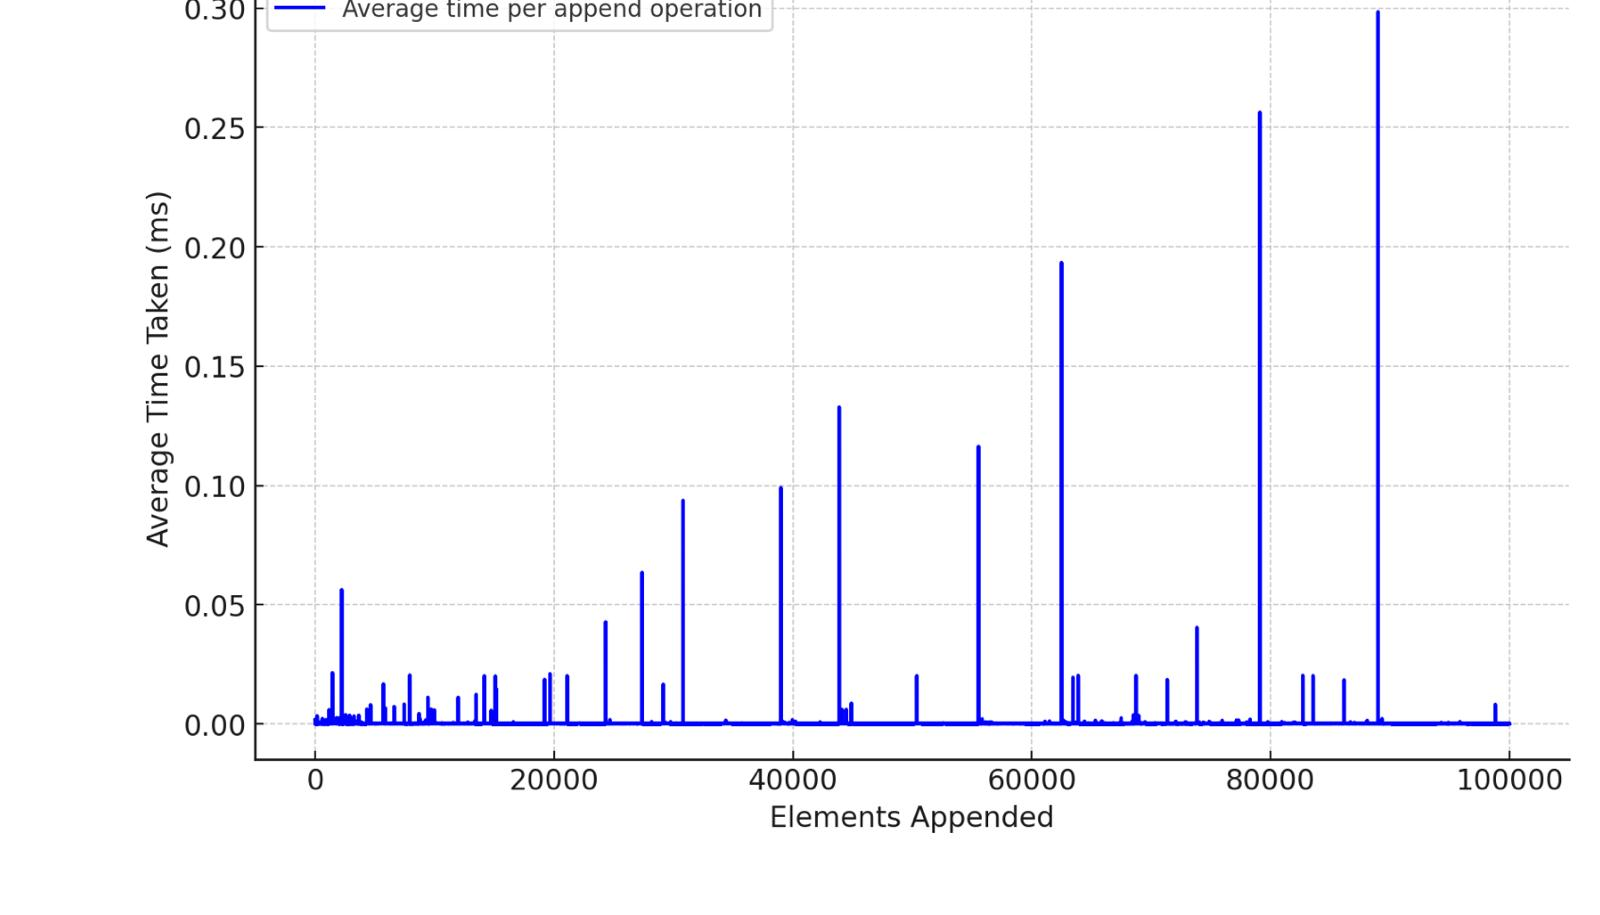 0.30
Average time per append operation
0.25
0.20
0.15
0.10
0.05
0.00
Average Time Taken (ms)
0 20000 40000 60000 80000 100000
Elements Appended